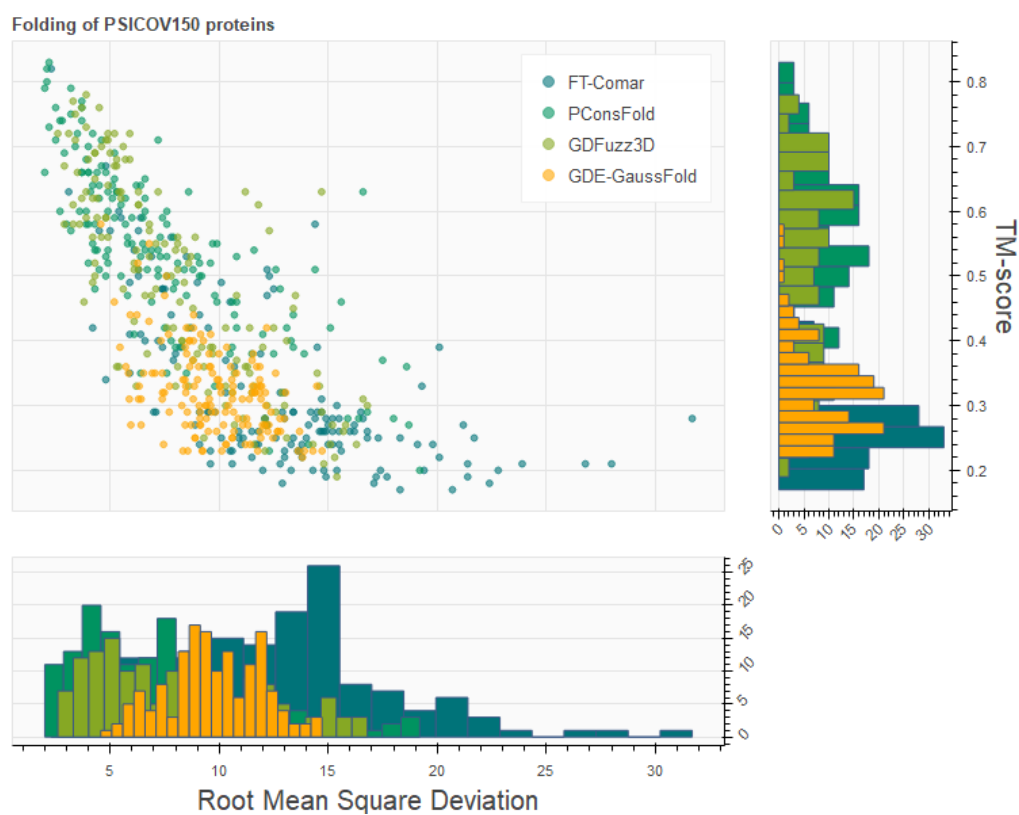 Folding of PSICOV150 proteins
FT-Comar
PConsFold
GDFuzz3D
GDE-GaussFold
0.8
0.7
0.6
0.5
0.4
0.3
0.2
TM-score
0 5 10 15 20 25 30
25
20
15
10
5
0
5 10 15 20 25 30
Root Mean Square Deviation